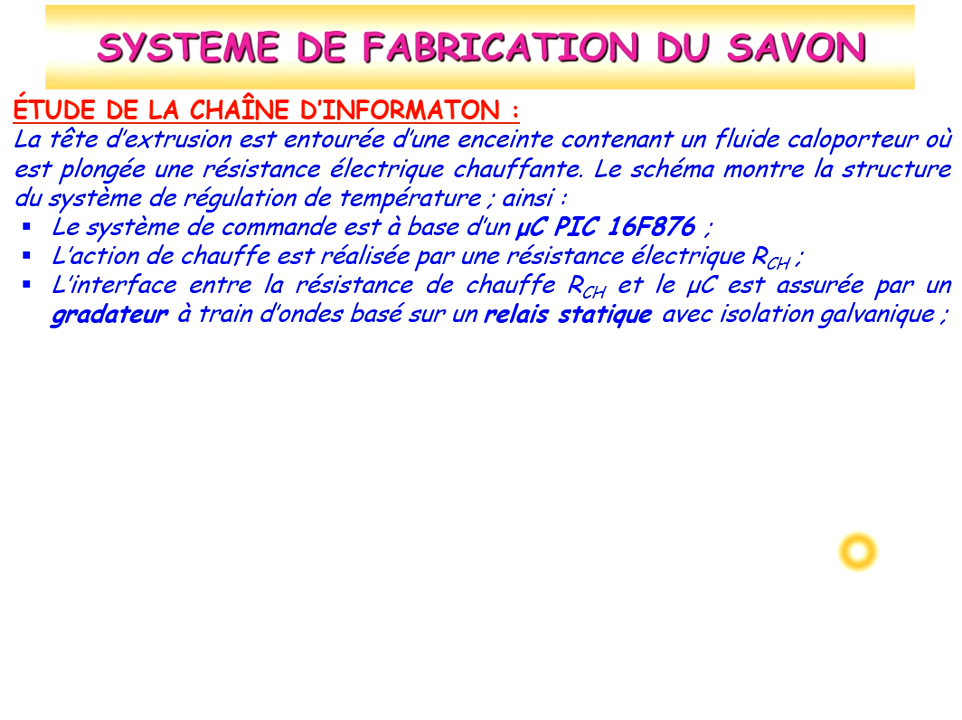 SYSTEME DE FABRICATION DU SAVON
ÉTUDE DE LA CHAÎNE D'INFORMATON :
La tête d'extrusion est entourée d'une enceinte contenant un fluide caloporteur où
est plongée une résistance électrique chauffante. Le schéma montre la structure
du système de régulation de température ; ainsi :
▪ Le système de commande est à base d'un µC PIC 16F876 ;
▪ L'action de chauffe est réalisée par une résistance électrique RCH ;
▪ L'interface entre la résistance de chauffe RCH et le µC est assurée par un
gradateur à train d'ondes basé sur un relais statique avec isolation galvanique ;